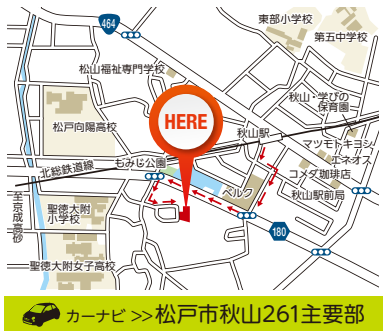 464
東部小学校
第五中学校
松山福祉専門学校
秋山・学びの
保育園
HERE
松戸向陽高校
秋山駅
マツモトキヨシ
エネオス
もみじ公園
コメダ珈琲店
北総鉄道線
ベルク
秋山駅前局
至京成高砂
聖徳大附
小学校
180
聖徳大附女子高校
カーナビ >>松戸市秋山261主要部